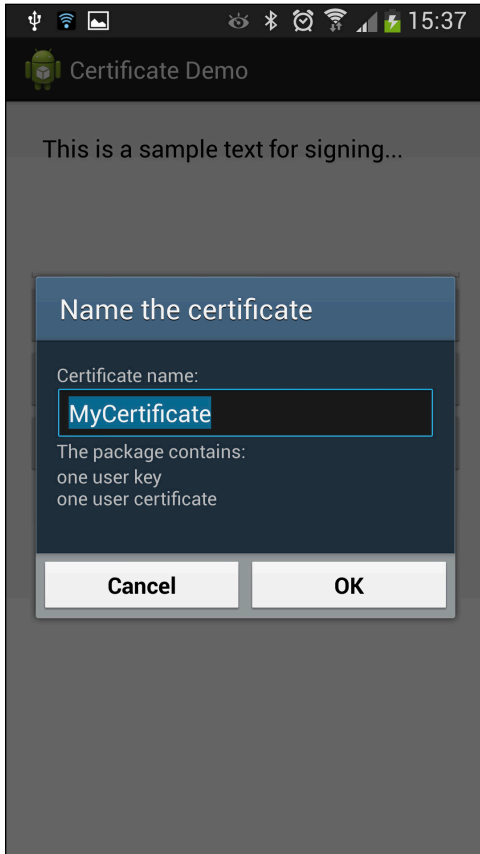 15:37
Certificate Demo
This is a sample text for signing...
Name the certificate
Certificate name:
MyCertificate
The package contains:
one user key
one user certificate
Cancel
OK